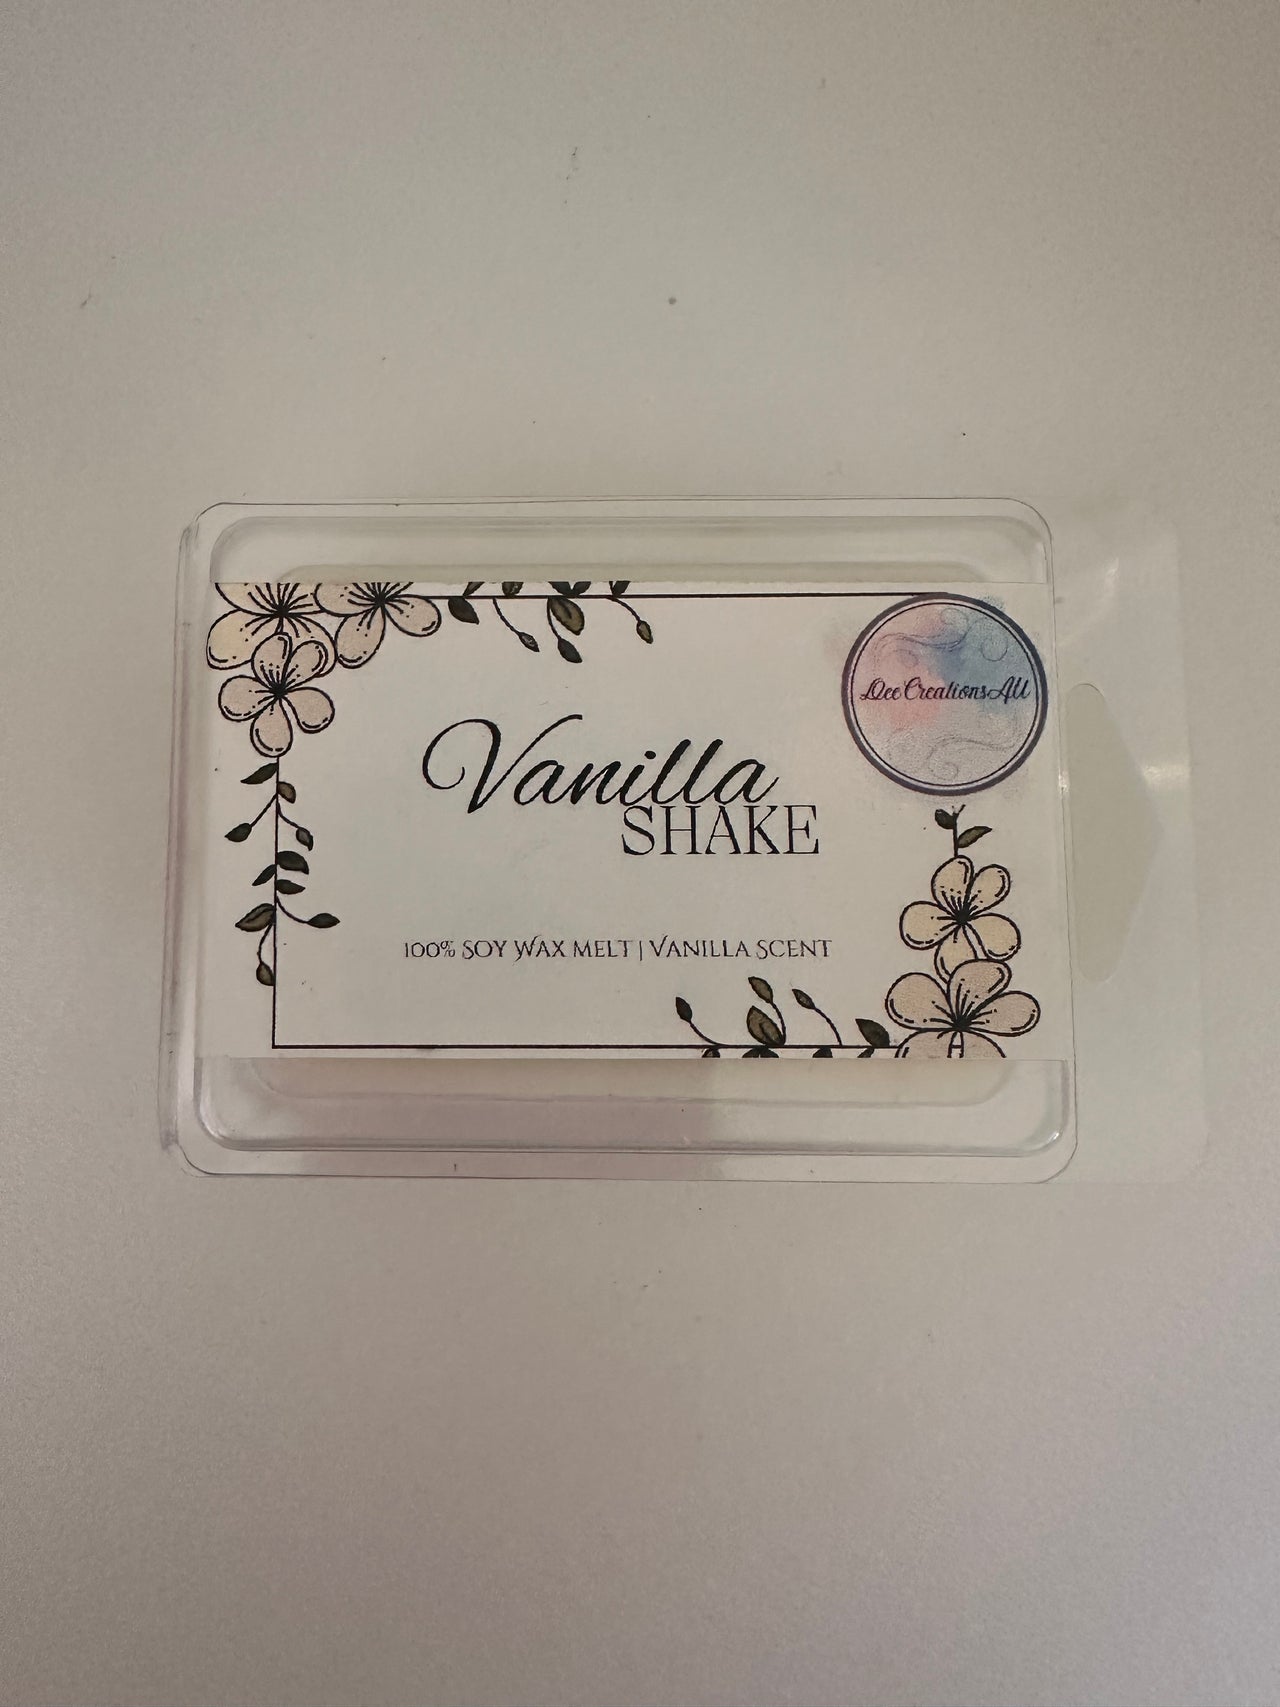 DeeCreationsAU
Vanilla
SHAKE
100% SOY WAX MELT | VANILLA SCENT